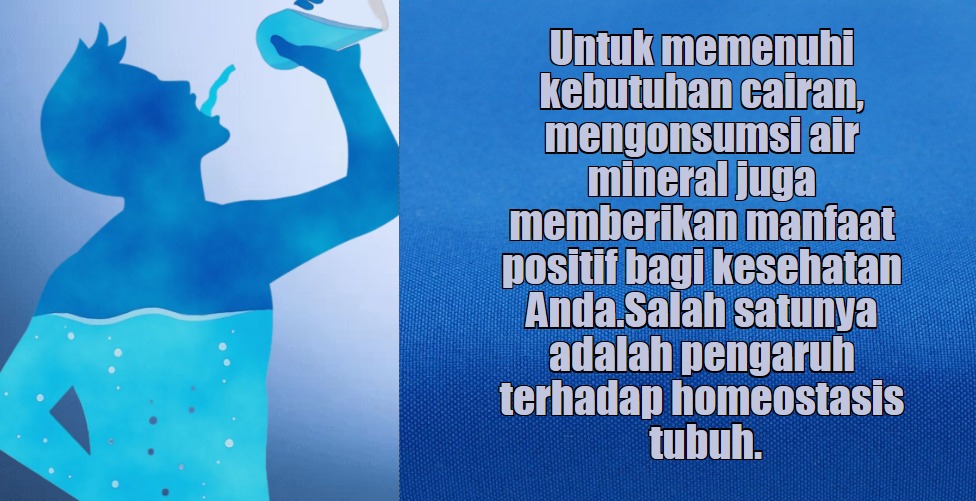 Untuk memenuhi
kebutuhan cairan,
mengonsumsi air
mineral juga
memberikan manfaat
positif bagi kesehatan
Anda.Salah satunya
adalah pengaruh
terhadap homeostasis
tubuh.